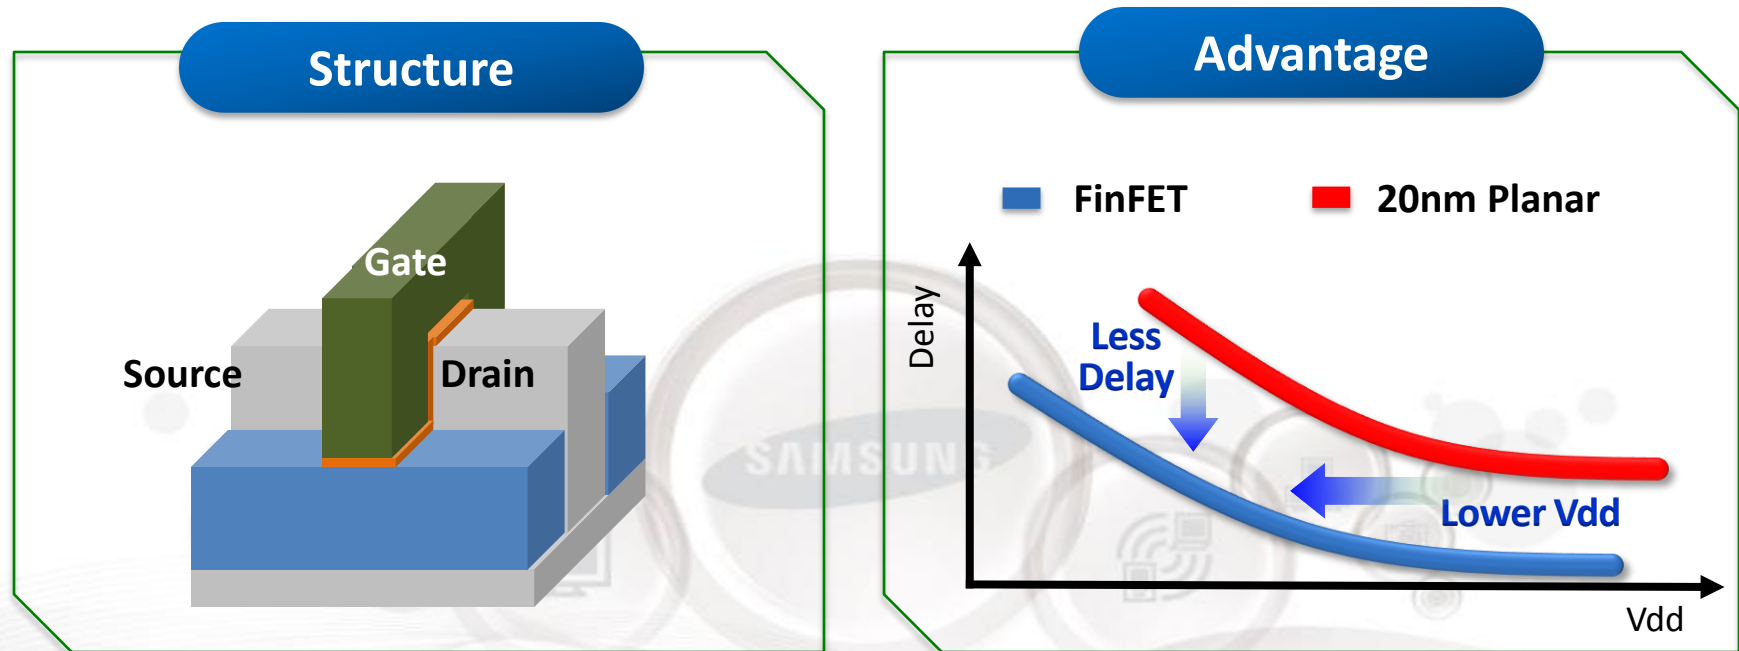 Structure
Gate
Source
Drain
Advantage
FinFET
20nm Planar
Delay
Less
Delay
Lower Vdd
Vdd
SAMSUNG